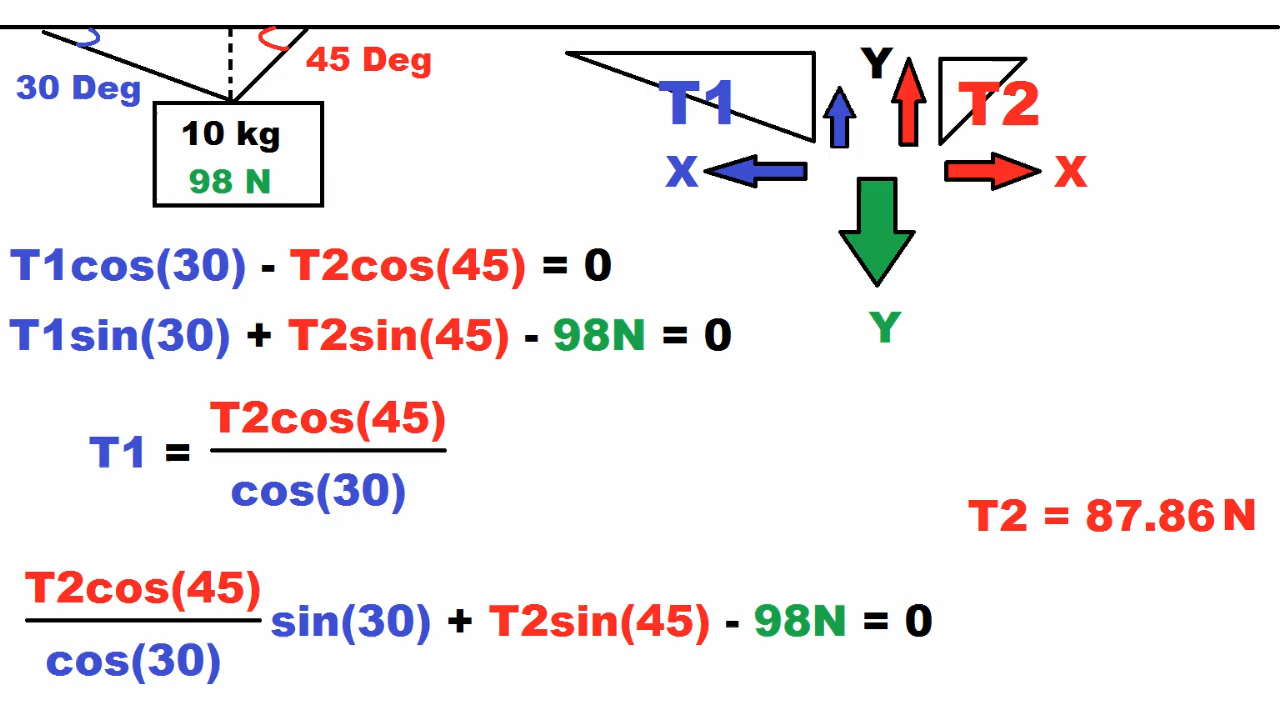 30 Deg
45 Deg
10 kg
98 N
T1
Y
T2
X
X
Y
T1cos(30) - T2cos(45) = 0
T1sin(30) + T2sin(45) - 98N = 0
T1 = T2cos(45)
cos(30)
T2 = 87.86 N
T2cos(45)
cos(30)
sin(30) + T2sin(45) - 98N = 0